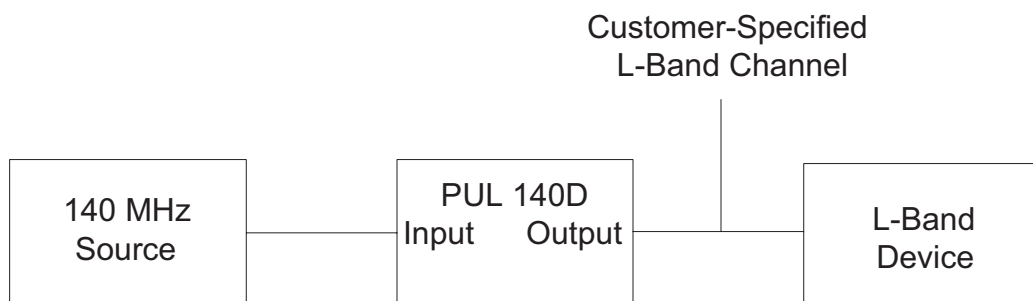 Customer-Specified
L-Band Channel
140 MHz
Source
PUL 140D
Input Output
L-Band
Device